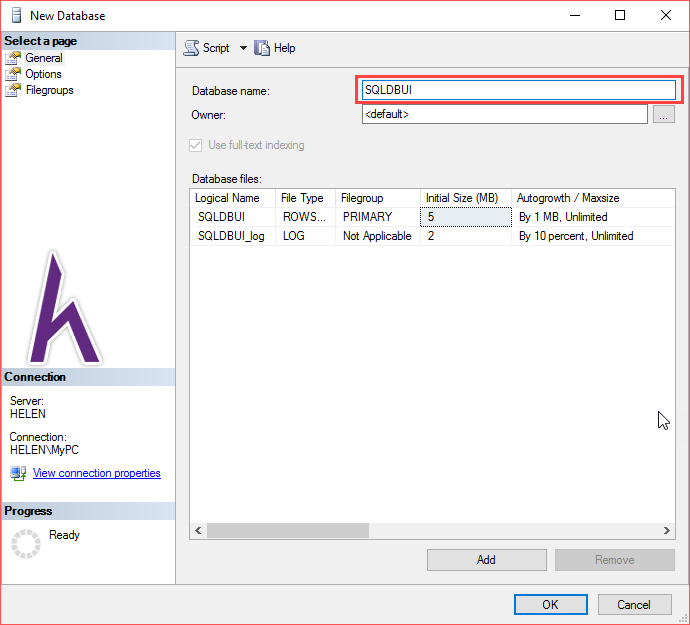 New Database
Select a page
General
Options
Filegroups
Script
Help
Database name:
SQLDBUI
Owner:
<default>
...
Use full-text indexing
Database files:
Logical Name File Type Filegroup Initial Size (MB) Autogrowth / Maxsize
SQLDBUI ROWS... PRIMARY 5 By 1 MB, Unlimited
SQLDBUI_log LOG Not Applicable 2 By 10 percent, Unlimited
Connection
Server:
HELEN
Connection:
HELEN\MyPC
View connection properties
Progress
Ready
Add
Remove
OK
Cancel